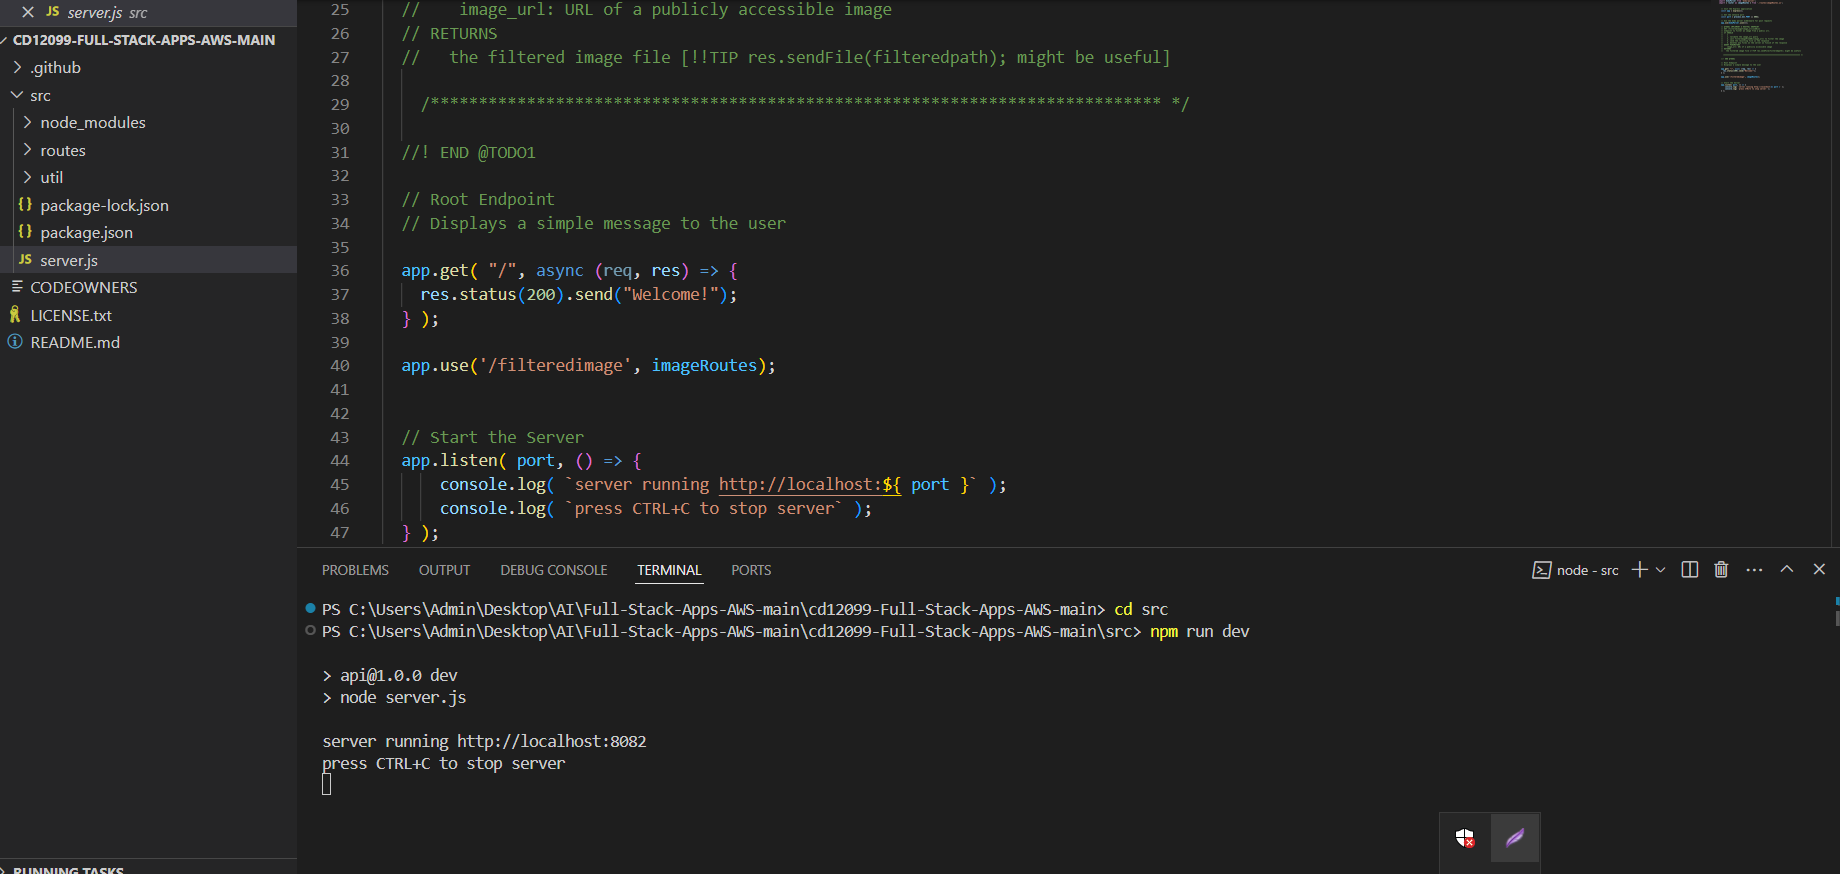 JS server.js src
CD12099-FULL-STACK-APPS-AWS-MAIN
.github
src
node_modules
routes
util
{} package-lock.json
{} package.json
JS server.js
CODEOWNERS
LICENSE.txt
README.md
RUNNING TASKS
25 //    image_url: URL of a publicly accessible image
26 // RETURNS
27 //   the filtered image file [!!TIP res.sendFile(filteredpath); might be useful]
28
29   /**************************************************************************** */
30
31 //! END @TODO1
32
33 // Root Endpoint
34 // Displays a simple message to the user
35
36 app.get( "/", async (req, res) => {
37   res.status(200).send("Welcome!");
38 } );
39
40 app.use('/filteredimage', imageRoutes);
41
42
43 // Start the Server
44 app.listen( port, () => {
45     console.log( `server running http://localhost:${ port }` );
46     console.log( `press CTRL+C to stop server` );
47 } );
PROBLEMS OUTPUT DEBUG CONSOLE TERMINAL PORTS node - src
PS C:\Users\Admin\Desktop\AI\Full-Stack-Apps-AWS-main\cd12099-Full-Stack-Apps-AWS-main> cd src
PS C:\Users\Admin\Desktop\AI\Full-Stack-Apps-AWS-main\cd12099-Full-Stack-Apps-AWS-main\src> npm run dev
> api@1.0.0 dev
> node server.js
server running http://localhost:8082
press CTRL+C to stop server